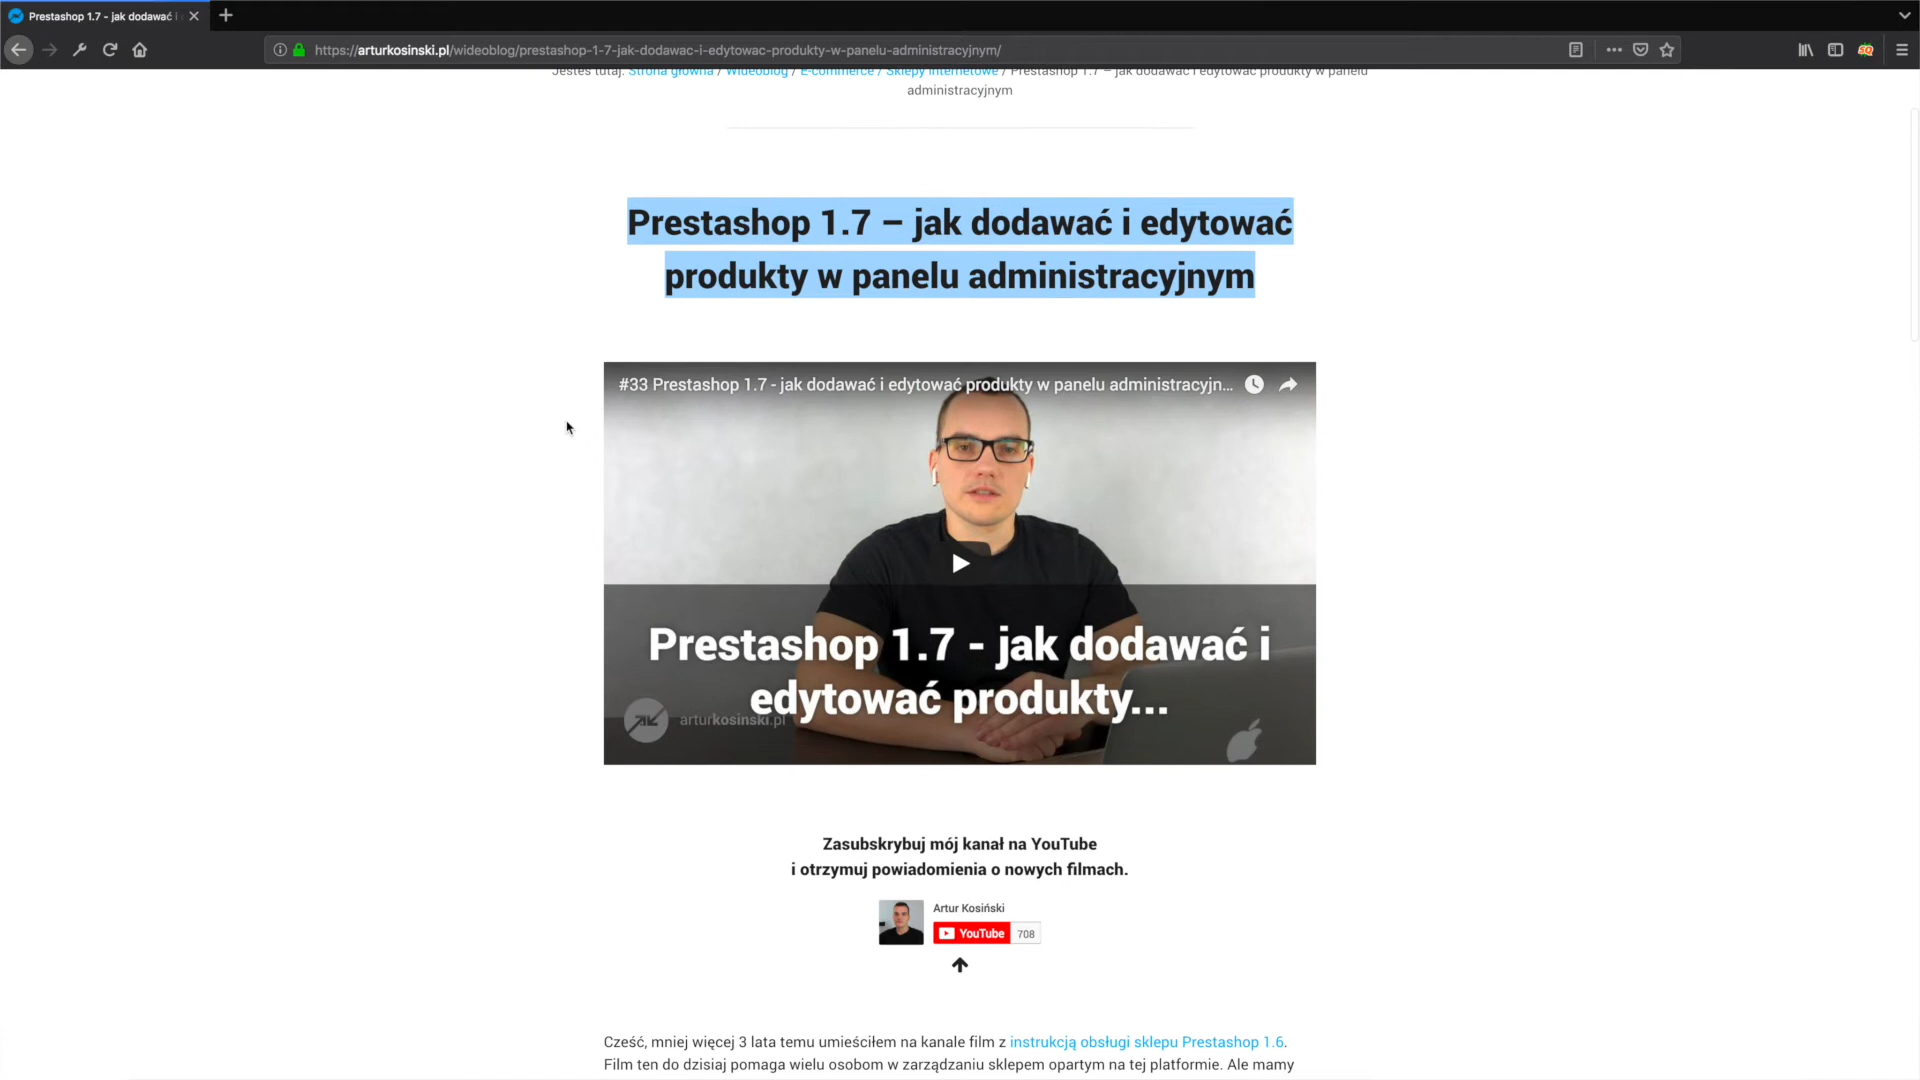 Prestashop 1.7 - jak dodawać i
https://arturkosinski.pl/wideoblog/prestashop-1-7-jak-dodawac-i-edytowac-produkty-w-panelu-administracyjnym/
Jesteś tutaj: Strona główna / Wideoblog / E-commerce / Sklepy internetowe / Prestashop 1.7 – jak dodawać i edytować produkty w panelu
administracyjnym
Prestashop 1.7 – jak dodawać i edytować
produkty w panelu administracyjnym
#33 Prestashop 1.7 - jak dodawać i edytować produkty w panelu administracyjn...
Prestashop 1.7 - jak dodawać i
edytować produkty...
arturkosinski.pl
Zasubskrybuj mój kanał na YouTube
i otrzymuj powiadomienia o nowych filmach.
Artur Kosiński
YouTube 708
Cześć, mniej więcej 3 lata temu umieściłem na kanale film z instrukcją obsługi sklepu Prestashop 1.6.
Film ten do dzisiaj pomaga wielu osobom w zarządzaniu sklepem opartym na tej platformie. Ale mamy